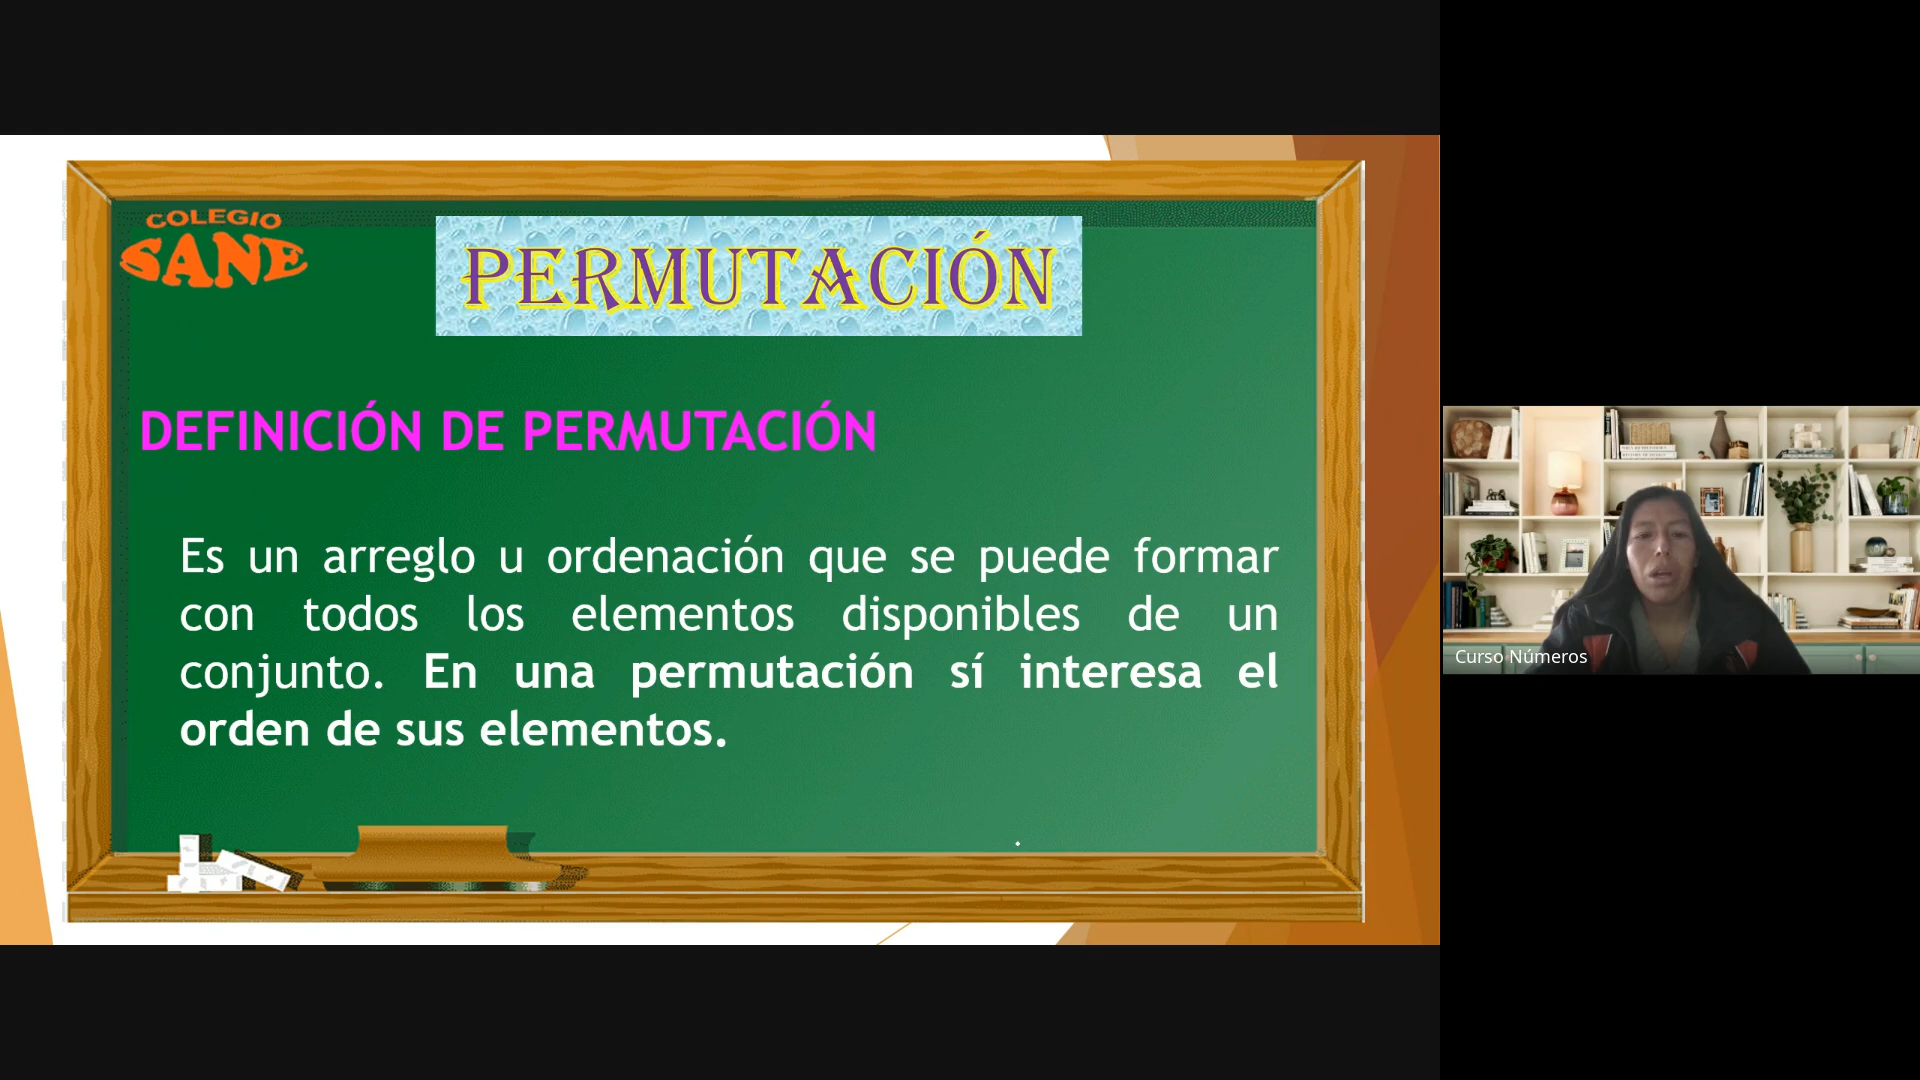 COLEGIO
SANE
PERMUTACIÓN
DEFINICIÓN DE PERMUTACIÓN
Es un arreglo u ordenación que se puede formar
con todos los elementos disponibles de un
conjunto. En una permutación sí interesa el
orden de sus elementos.
Curso Números